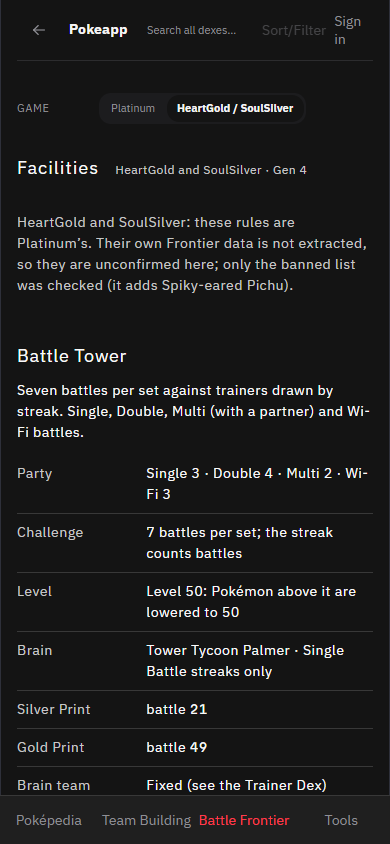 ← Pokeapp Search all dexes... Sort/Filter Sign in
GAME Platinum HeartGold / SoulSilver
Facilities HeartGold and SoulSilver · Gen 4
HeartGold and SoulSilver: these rules are
Platinum's. Their own Frontier data is not extracted,
so they are unconfirmed here; only the banned list
was checked (it adds Spiky-eared Pichu).
Battle Tower
Seven battles per set against trainers drawn by
streak. Single, Double, Multi (with a partner) and Wi-
Fi battles.
Party Single 3 · Double 4 · Multi 2 · Wi-
Fi 3
Challenge 7 battles per set; the streak
counts battles
Level Level 50: Pokémon above it are
lowered to 50
Brain Tower Tycoon Palmer · Single
Battle streaks only
Silver Print battle 21
Gold Print battle 49
Brain team Fixed (see the Trainer Dex)
Poképedia Team Building Battle Frontier Tools